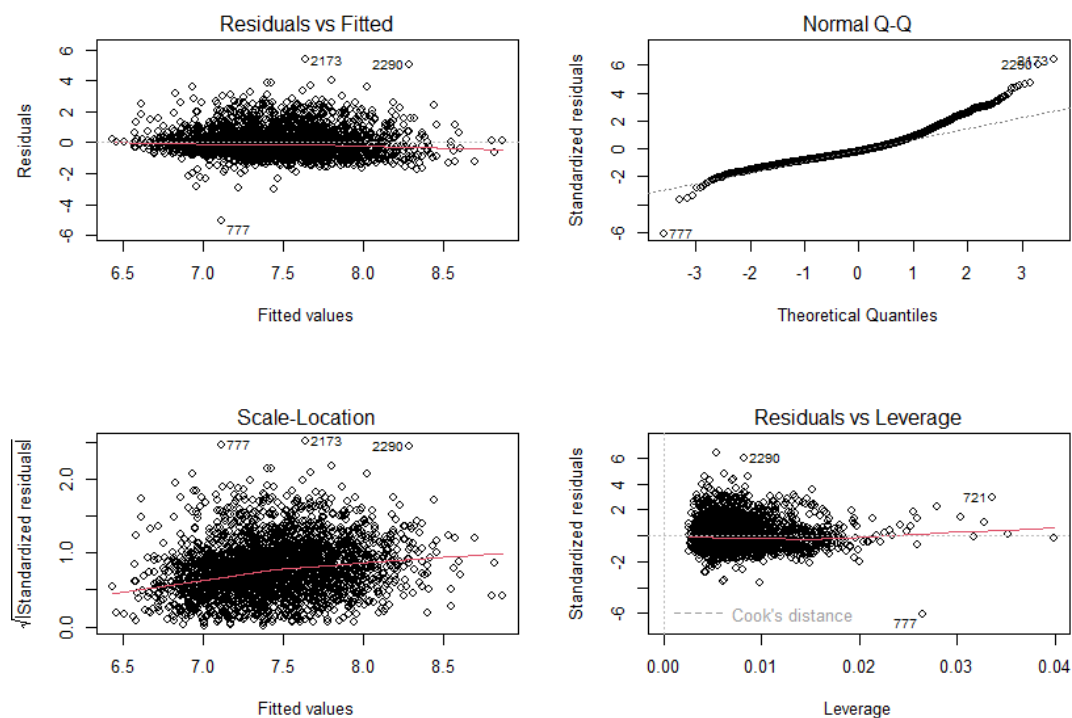 Residuals vs Fitted
Residuals
6
4
2
0
-2
-4
-6
2173
2290
777
6.5 7.0 7.5 8.0 8.5
Fitted values
Normal Q-Q
Standardized residuals
6
4
2
0
-2
-6
2290
2173
777
-3 -2 -1 0 1 2 3
Theoretical Quantiles
Scale-Location
√|Standardized residuals|
2.0
1.0
0.0
777
2173
2290
6.5 7.0 7.5 8.0 8.5
Fitted values
Residuals vs Leverage
Standardized residuals
6
4
2
0
-2
-6
2290
721
777
Cook's distance
0.00 0.01 0.02 0.03 0.04
Leverage